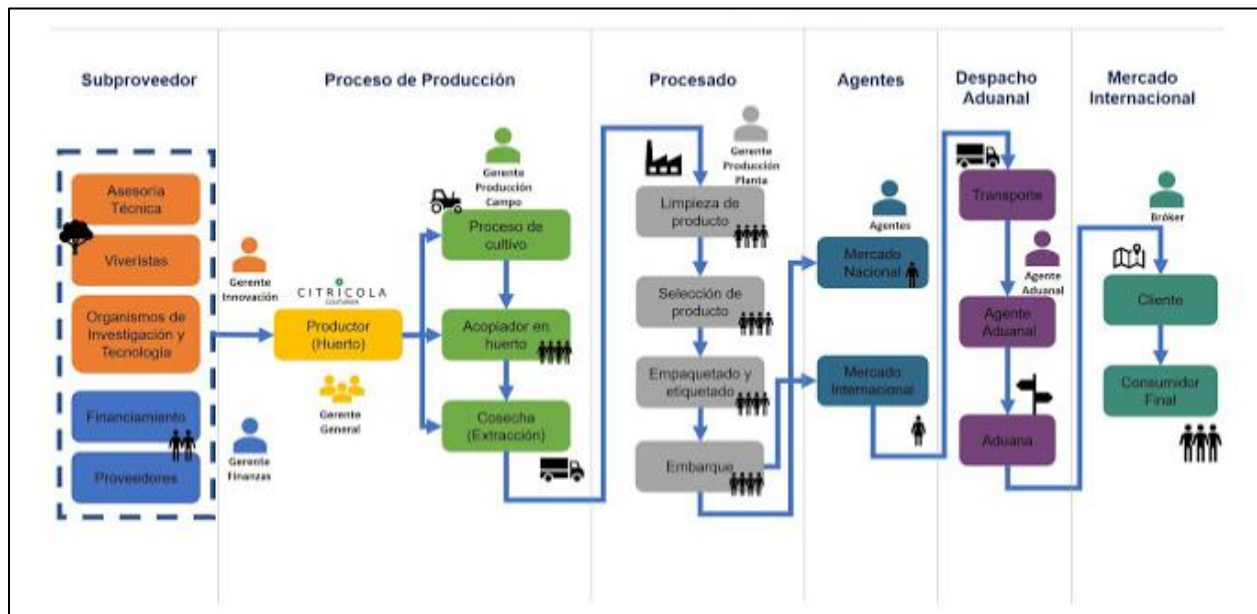 Subproveedor
Proceso de Producción
Procesado
Agentes
Despacho
Aduanal
Mercado
Internacional
Asesoría
Técnica
Viveristas
Organismos de
Investigación y
Tecnología
Financiamiento
Proveedores
Gerente
Innovación
Gerente
Finanzas
CITRÍCOLA
Productor
(Huerto)
Gerente
General
Gerente
Producción
Campo
Proceso de
cultivo
Acopiador en
huerto
Cosecha
(Extracción)
Gerente
Producción
Planta
Limpieza de
producto
Selección de
producto
Empaquetado y
etiquetado
Embarque
Agentes
Mercado
Nacional
Mercado
Internacional
Transporte
Agente
Aduanal
Agente
Aduanal
Aduana
Bróker
Cliente
Consumidor
Final